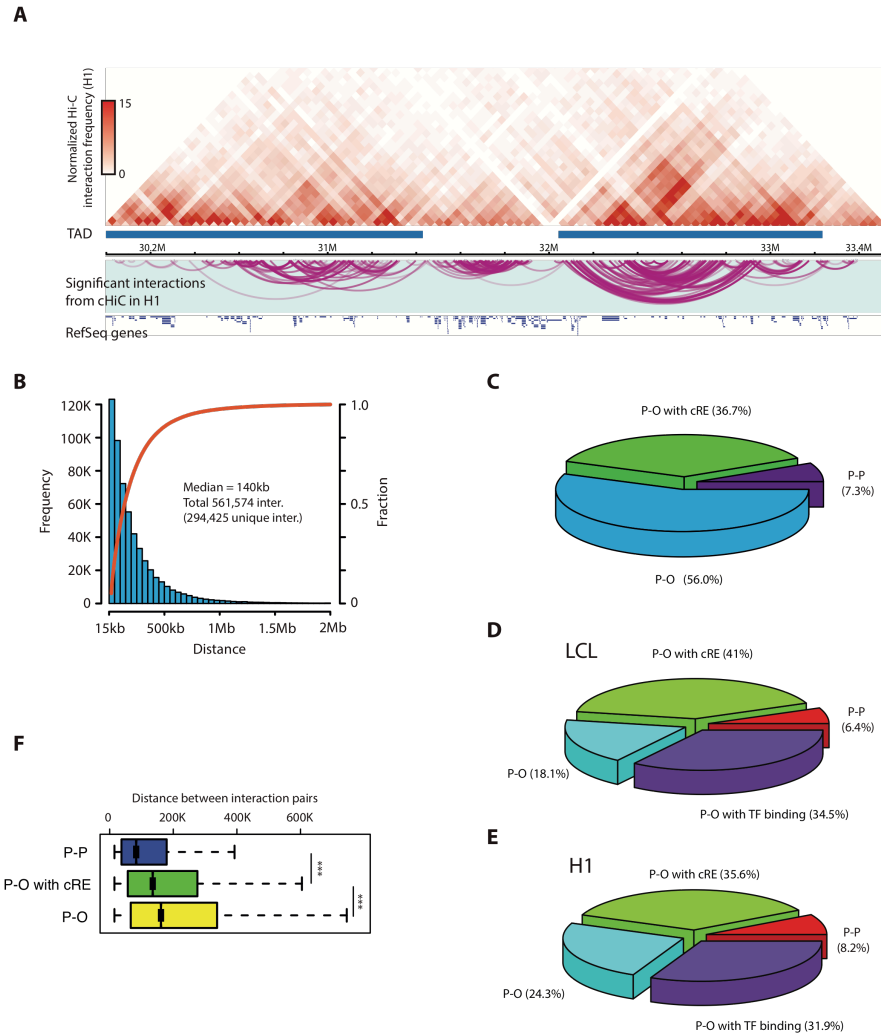 A
Normalized Hi-C
interaction frequency (H1)
15
0
TAD
30,2M
31M
32M
33M
33.4M
Significant interactions
from cHiC in H1
RefSeq genes
B
120K
100K
80K
60K
40K
20K
0
Frequency
1.0
0.5
0
Fraction
Median = 140kb
Total 561,574 inter.
(294,425 unique inter.)
15kb
500kb
1Mb
1.5Mb
2Mb
Distance
C
P-O with cRE (36.7%)
P-P
(7.3%)
P-O (56.0%)
D
LCL
P-O with cRE (41%)
P-P
(6.4%)
P-O (18.1%)
P-O with TF binding (34.5%)
E
H1
P-O with cRE (35.6%)
P-P
(8.2%)
P-O (24.3%)
P-O with TF binding (31.9%)
F
Distance between interaction pairs
0
200K
400K
600K
P-P
P-O with cRE
P-O
***
***